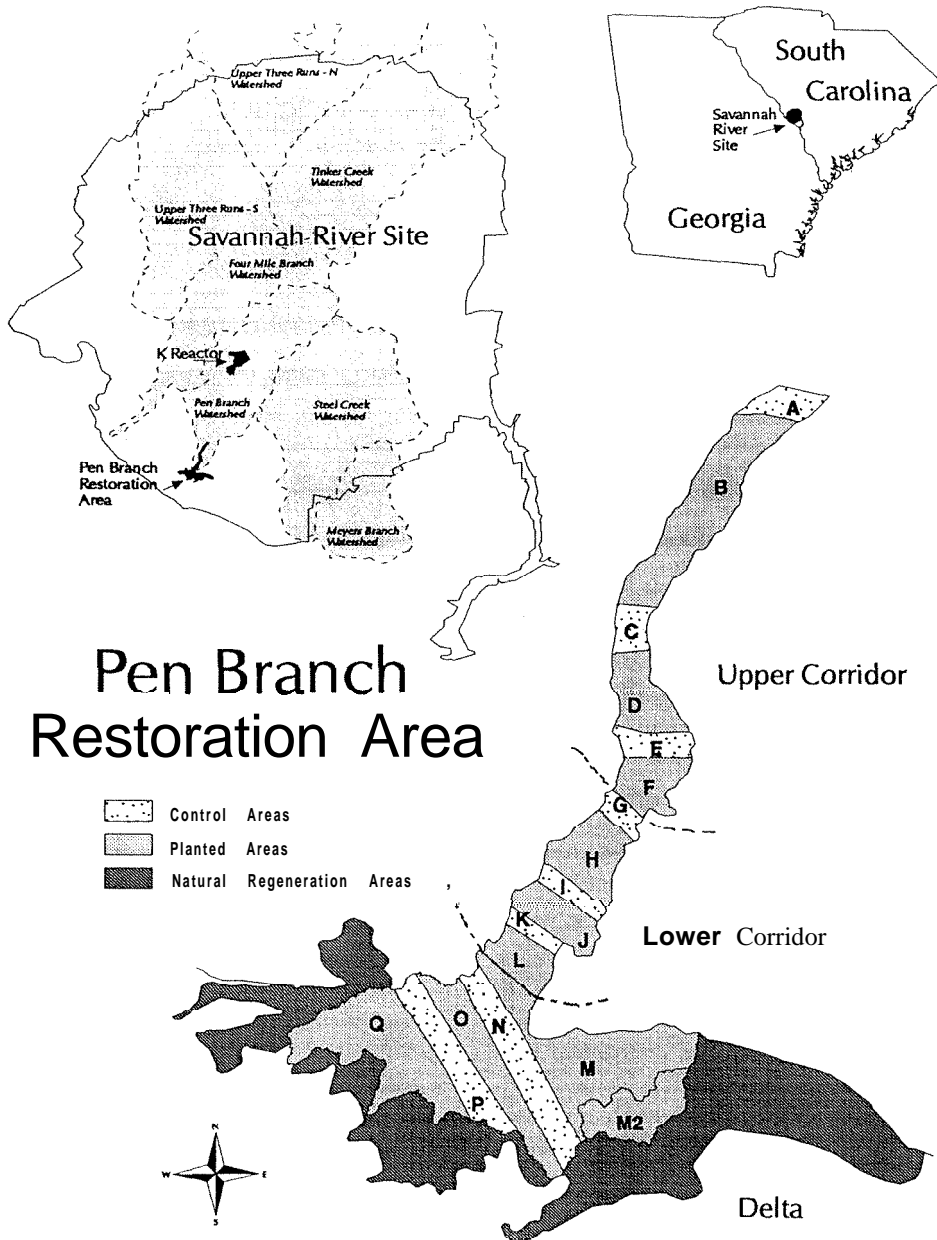 Upper Three Runs - N
Watershed
Tinker Creek
Watershed
Upper Three Runs - S
Watershed
Savannah River Site
Four Mile Branch
Watershed
K Reactor
Pen Branch
Watershed
Steel Creek
Watershed
Pen Branch
Restoration
Area
Meyers Branch
Watershed
South
Carolina
Savannah
River
Site
Georgia
Pen Branch
Restoration Area
Control Areas
Planted Areas
Natural Regeneration Areas
A
B
C
Upper Corridor
D
E
F
G
H
I
K
J
Lower Corridor
L
Q
O
N
M
P
M2
N
W
E
S
Delta